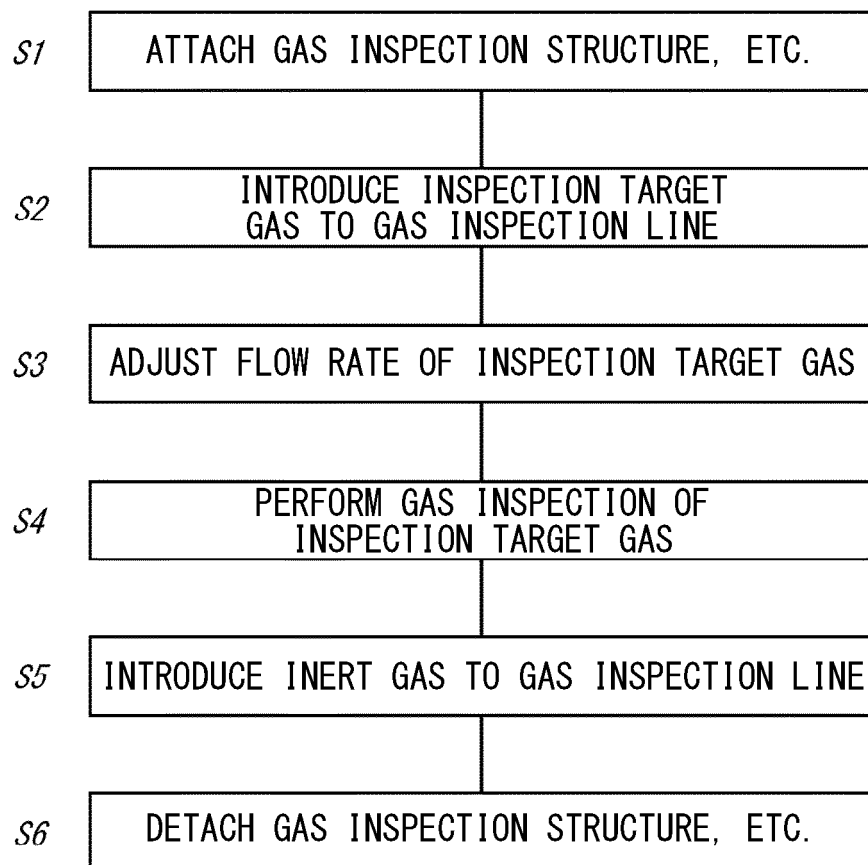 S1 ATTACH GAS INSPECTION STRUCTURE, ETC.
S2 INTRODUCE INSPECTION TARGET
GAS TO GAS INSPECTION LINE
S3 ADJUST FLOW RATE OF INSPECTION TARGET GAS
S4 PERFORM GAS INSPECTION OF
INSPECTION TARGET GAS
S5 INTRODUCE INERT GAS TO GAS INSPECTION LINE
S6 DETACH GAS INSPECTION STRUCTURE, ETC.